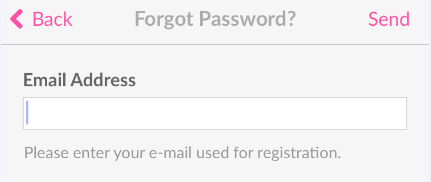 Back Forgot Password? Send
Email Address
Please enter your e-mail used for registration.